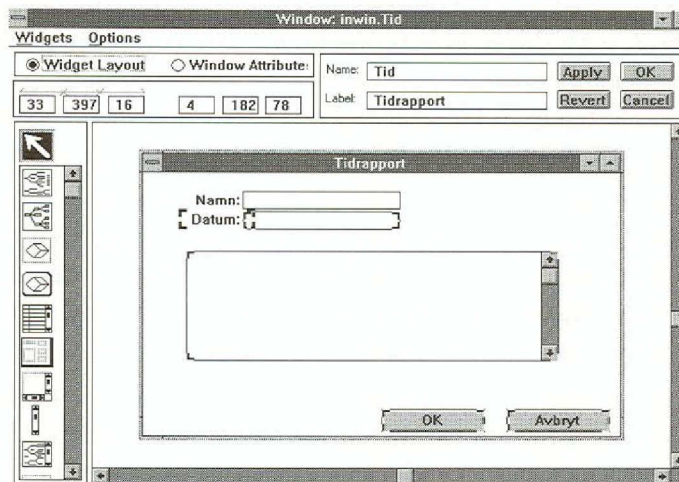 Window: inwin.Tid
Widgets Options
Widget Layout Window Attribute:
Name: Tid Apply OK
Label: Tidrapport Revert Cancel
33 397 16 4 182 78
Tidrapport
Namn:
Datum:
OK Avbryt